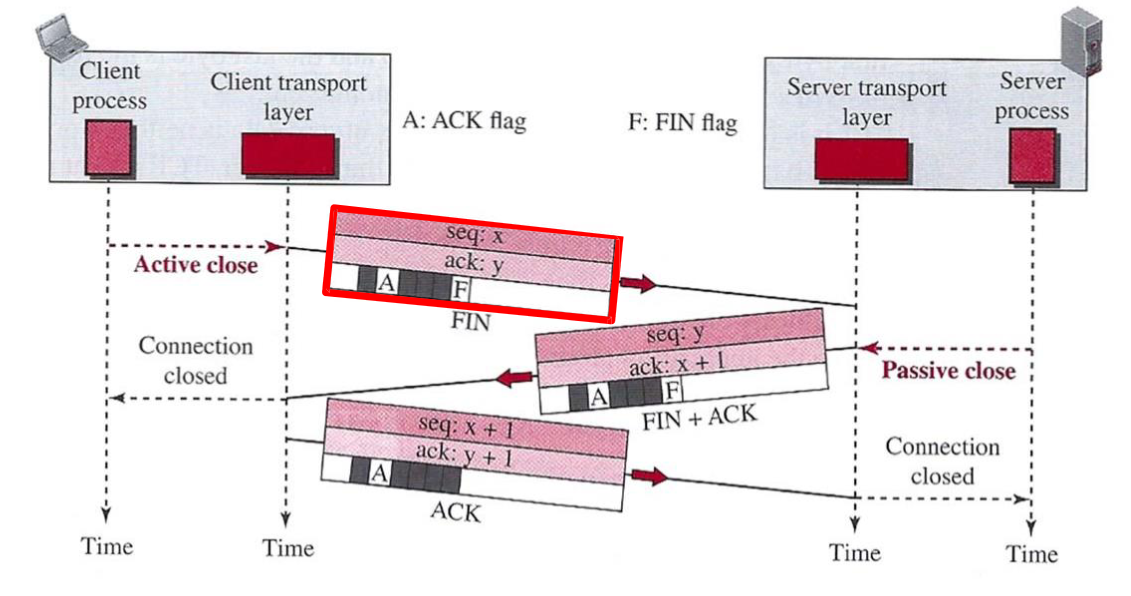 Client
process
Client transport
layer
A: ACK flag
F: FIN flag
Server transport
layer
Server
process
seq: x
ack: y
A
F
FIN
Active close
seq: y
ack: x + 1
A
F
FIN + ACK
Passive close
Connection
closed
seq: x + 1
ack: y + 1
A
ACK
Connection
closed
Time
Time
Time
Time